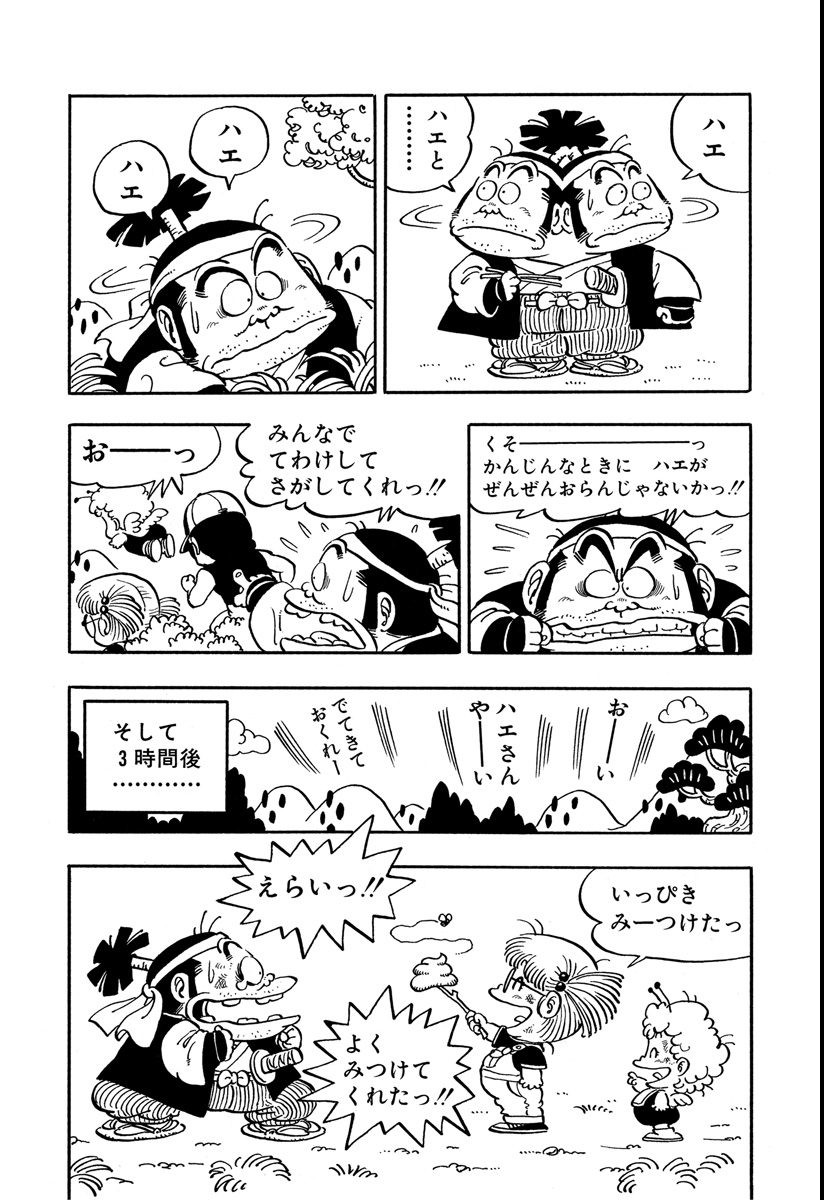 ハエ
ハエと
………
ハエ
ハエ
くそ――――――っ
かんじんなときに　ハエが
ぜんぜんおらんじゃないかっ!!
みんなで
てわけして
さがしてくれっ!!
お――っ
お――い
ハエさん
や――い
でてきて
おくれー
そして
3時間後
…………
いっぴき
みーつけたっ
えらいっ!!
よく
みつけて
くれたっ!!